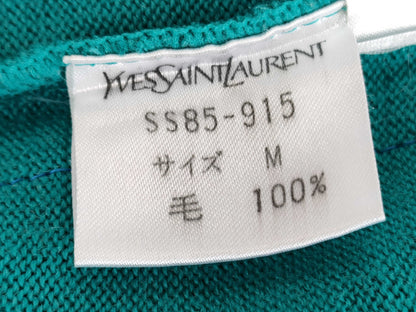 YVESSAINTLAURENT
SS85-915
サイズ M
毛 100%